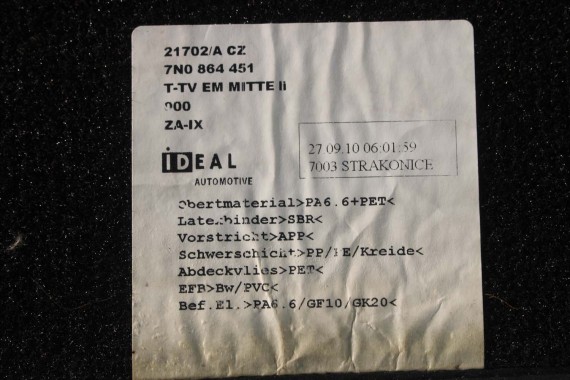 21702/A CZ
7N0 864 451
T-TV EM MITTE II
000
ZA-IX
27 09.10 06:01:59
7003 STRAKONICE
IDEAL
AUTOMOTIVE
Obertmaterial>PA6.6+PET<
Latexbinder>SBR<
Vorstricht>APP<
Schwerschicht>PP/PE/Kreide<
Abdeckvlies>PET<
EFB>Bw/PVC<
Bef.El.>PA6.6/GF10/GK20<